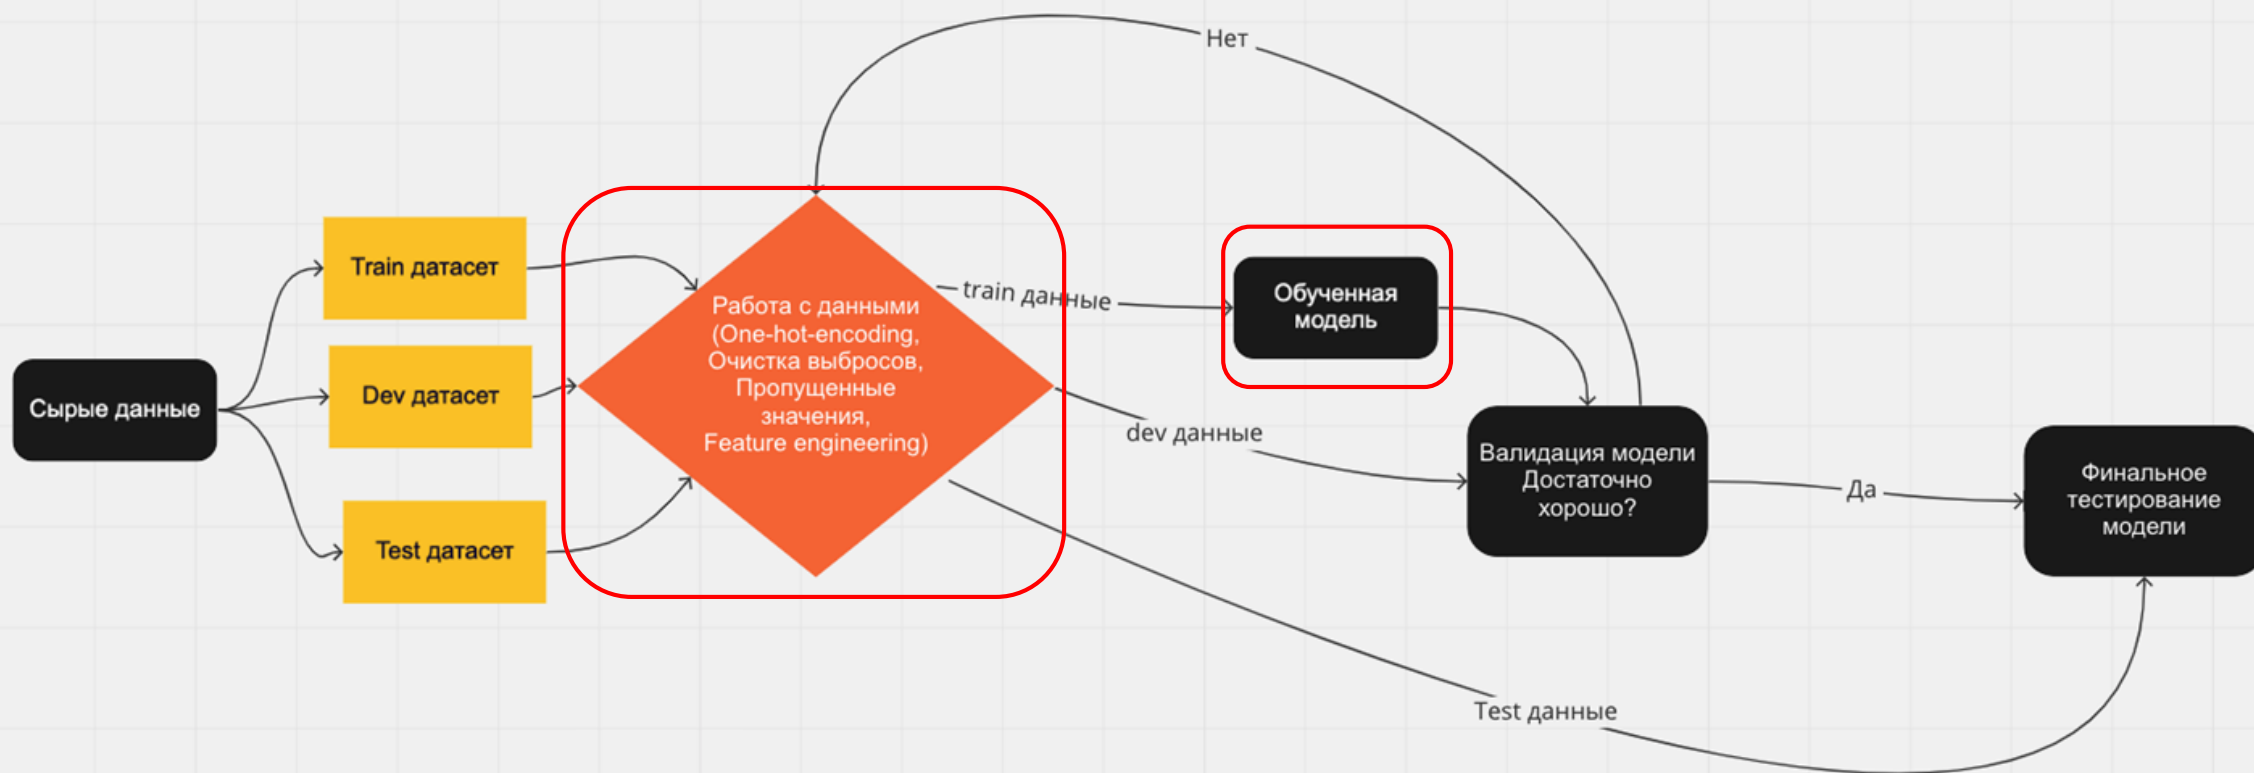 Нет
Train датасет
Dev датасет
Test датасет
Сырые данные
Работа с данными
(One-hot-encoding,
Очистка выбросов,
Пропущенные
значения,
Feature engineering)
train данные
dev данные
Test данные
Обученная
модель
Валидация модели
Достаточно
хорошо?
Да
Финальное
тестирование
модели